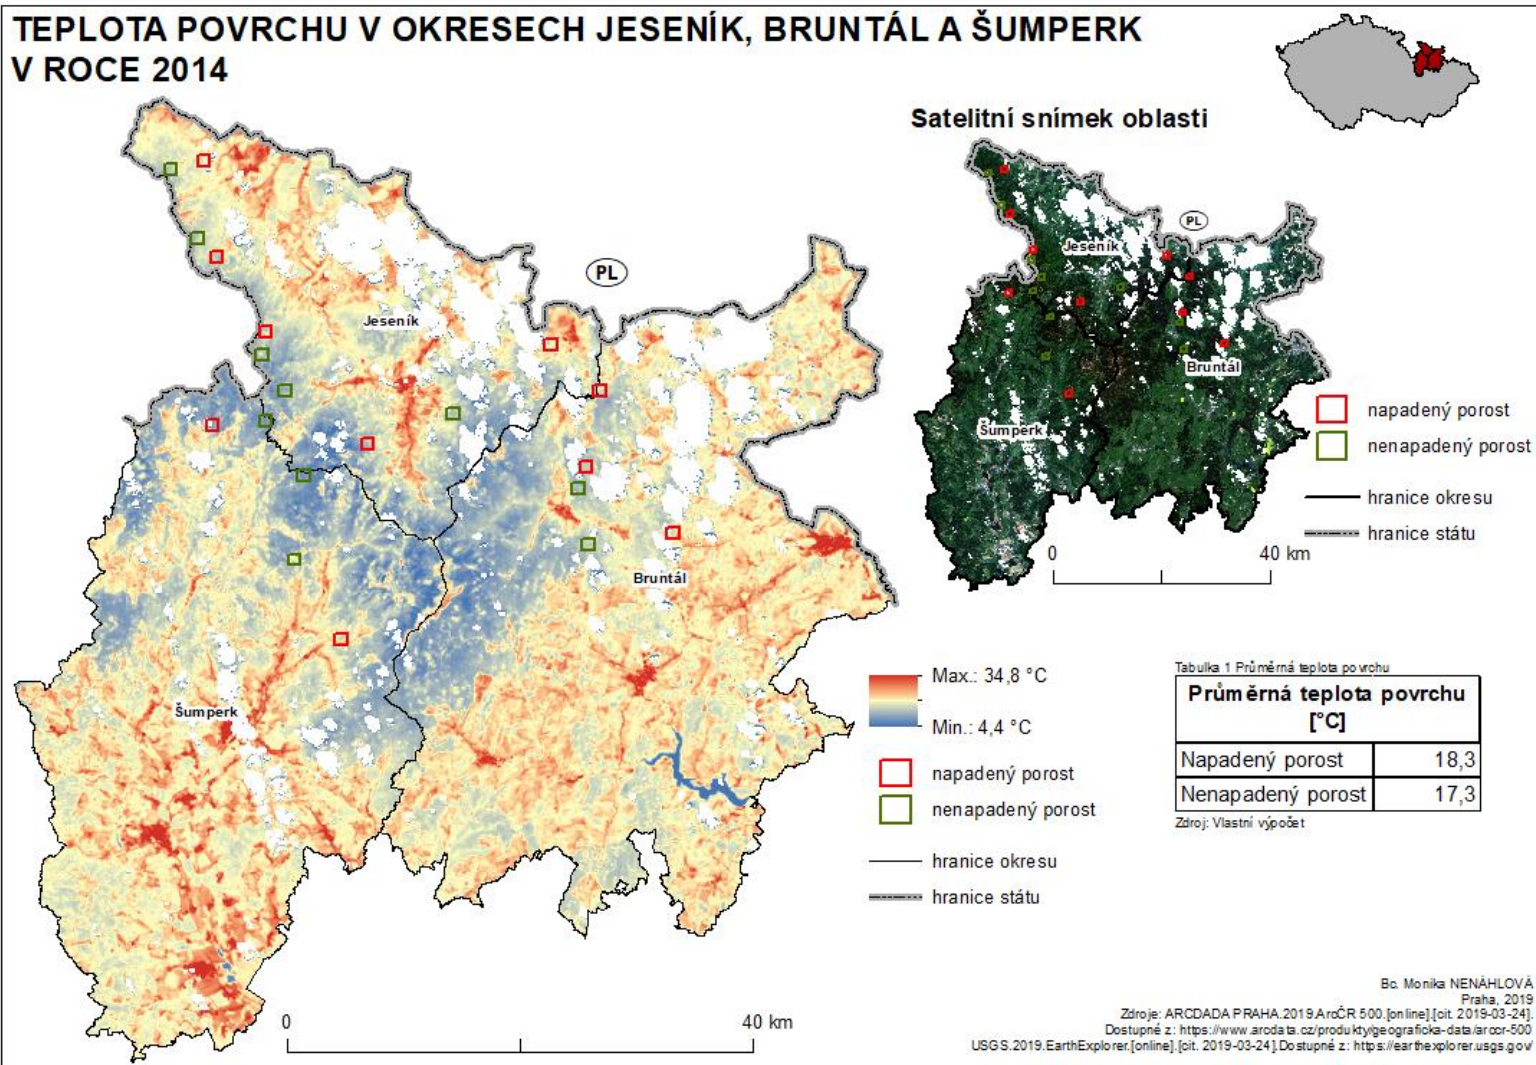 TEPLOTA POVRCHU V OKRESECH JESENÍK, BRUNTÁL A ŠUMPERK
V ROCE 2014
Satelitní snímek oblasti
PL
Jeseník
Bruntál
Šumperk
PL
Jeseník
Bruntál
Šumperk
napadený porost
nenapadený porost
hranice okresu
hranice státu
0 40 km
Max.: 34,8 °C
Min.: 4,4 °C
napadený porost
nenapadený porost
hranice okresu
hranice státu
Tabulka 1 Průměrná teplota povrchu
Průměrná teplota povrchu
[°C]
Napadený porost 18,3
Nenapadený porost 17,3
Zdroj: Vlastní výpočet
0 40 km
Bc. Monika NENÁHLOVÁ
Praha, 2019
Zdroje: ARCDADA PRAHA.2019.ArcČR 500.[online].[cit. 2019-03-24].
Dostupné z: https://www.arcdata.cz/produkty/geograficka-data/arccr-500
USGS.2019.EarthExplorer.[online].[cit. 2019-03-24].Dostupné z: https://earthexplorer.usgs.gov/